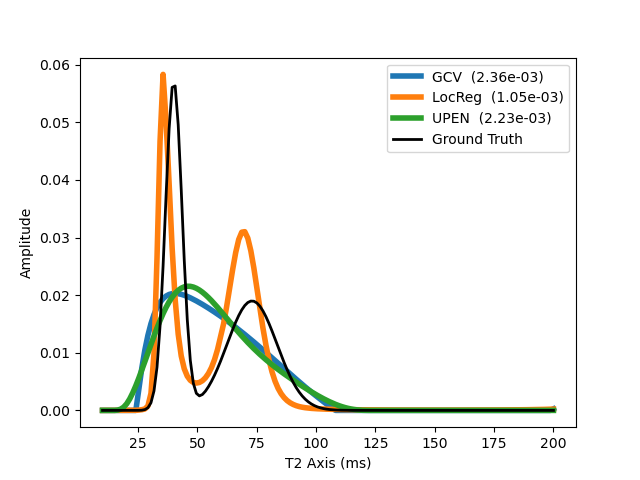 GCV (2.36e-03)
LocReg (1.05e-03)
UPEN (2.23e-03)
Ground Truth
Amplitude
0.06
0.05
0.04
0.03
0.02
0.01
0.00
25 50 75 100 125 150 175 200
T2 Axis (ms)